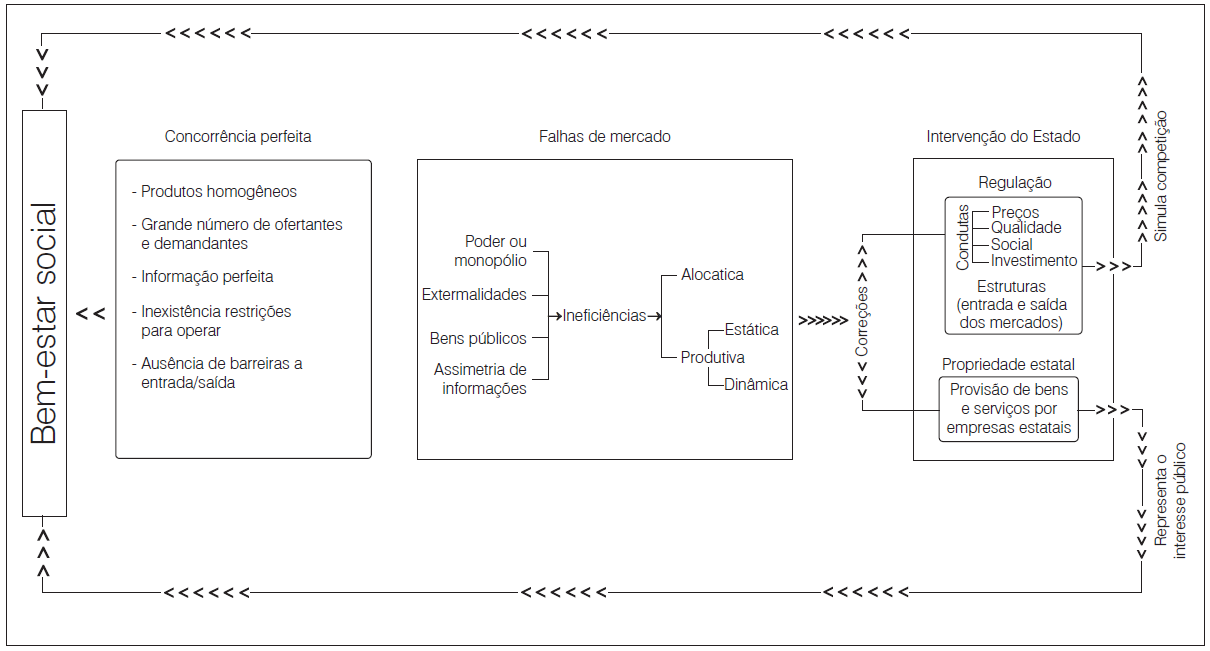 Bem-estar social
Concorrência perfeita
- Produtos homogêneos
- Grande número de ofertantes
e demandantes
- Informação perfeita
- Inexistência restrições
para operar
- Ausência de barreiras a
entrada/saída
Falhas de mercado
Poder ou
monopólio
Extermalidades
Bens públicos
Assimetria de
informações
Ineficiências
Alocatica
Produtiva
Estática
Dinâmica
Correções
Intervenção do Estado
Regulação
Condutas
Preços
Qualidade
Social
Investimento
Estruturas
(entrada e saída
dos mercados)
Propriedade estatal
Provisão de bens
e serviços por
empresas estatais
Simula competição
Representa o
interesse público